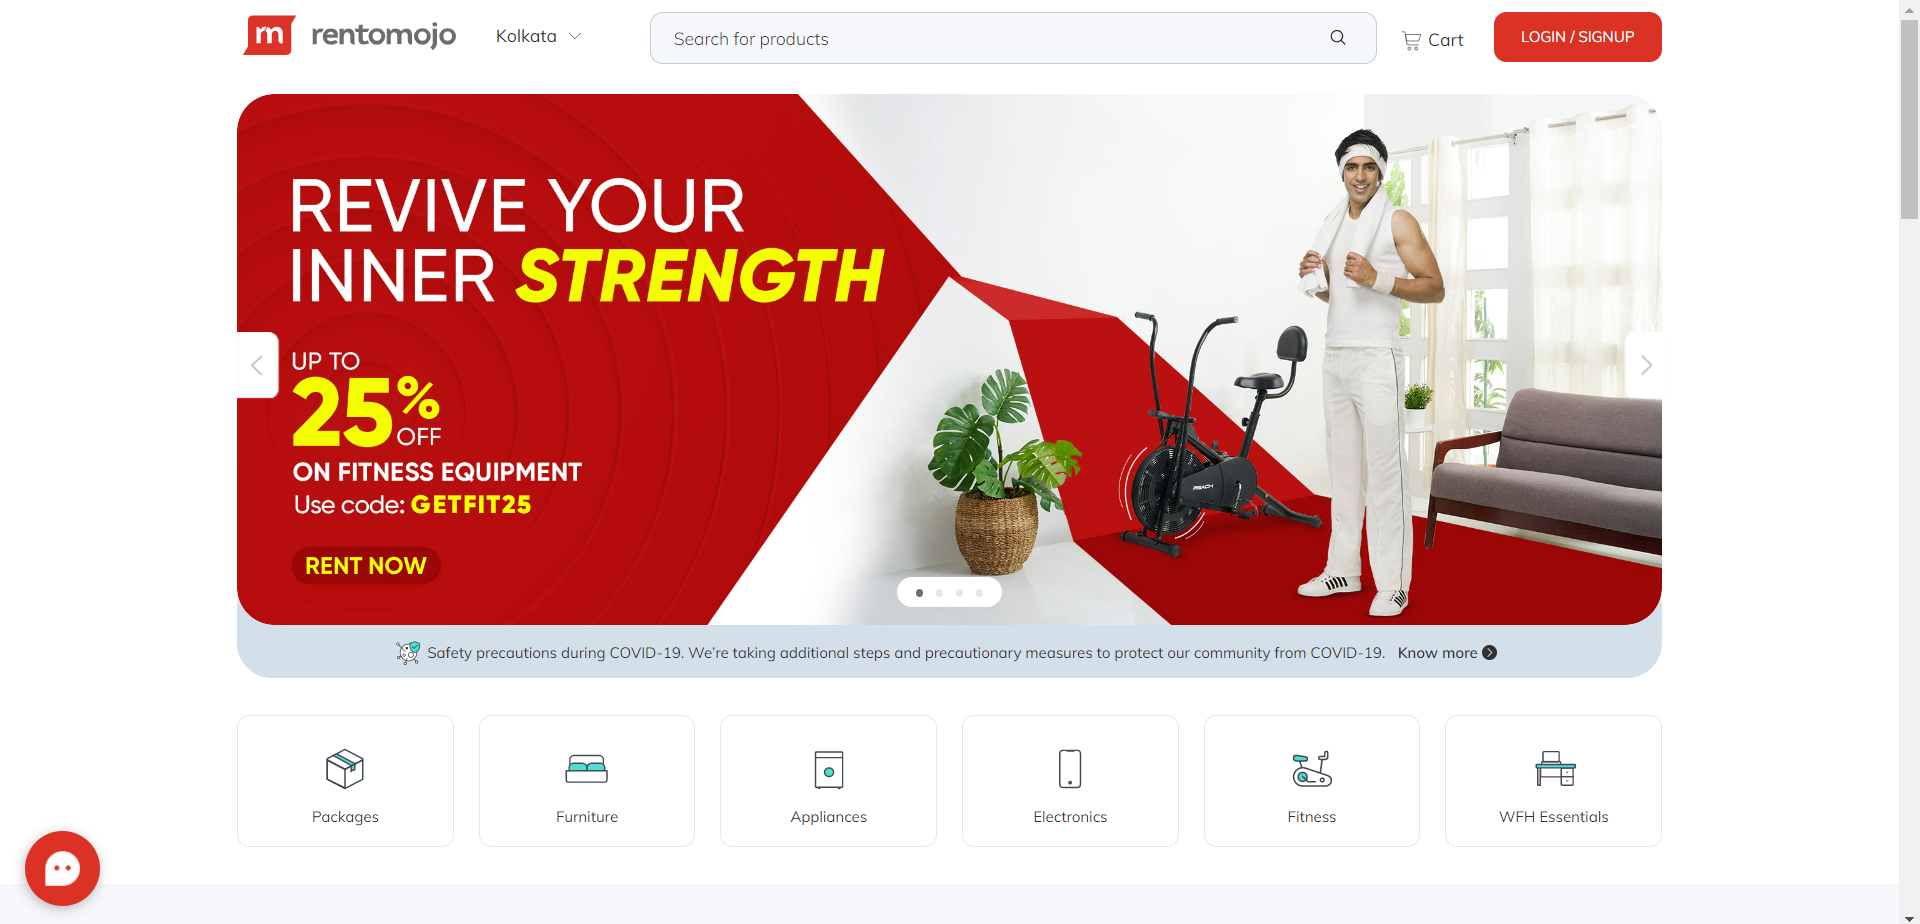 m rentomojo
Kolkata
Search for products
Cart
LOGIN / SIGNUP
REVIVE YOUR
INNER STRENGTH
UP TO
25%
OFF
ON FITNESS EQUIPMENT
Use code: GETFIT25
RENT NOW
REACH
Safety precautions during COVID-19. We're taking additional steps and precautionary measures to protect our community from COVID-19. Know more
Packages
Furniture
Appliances
Electronics
Fitness
WFH Essentials